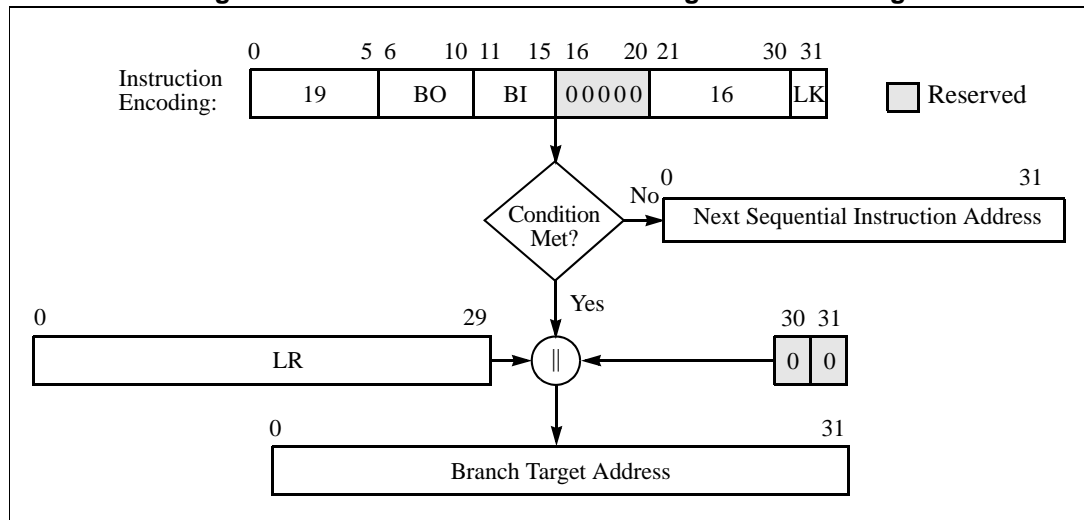 0 5 6 10 11 15 16 20 21 30 31
Instruction
Encoding:
19 BO BI 00000 16 LK
Reserved
Condition
Met?
No
0 31
Next Sequential Instruction Address
Yes
0 29
LR
||
30 31
0 0
0 31
Branch Target Address